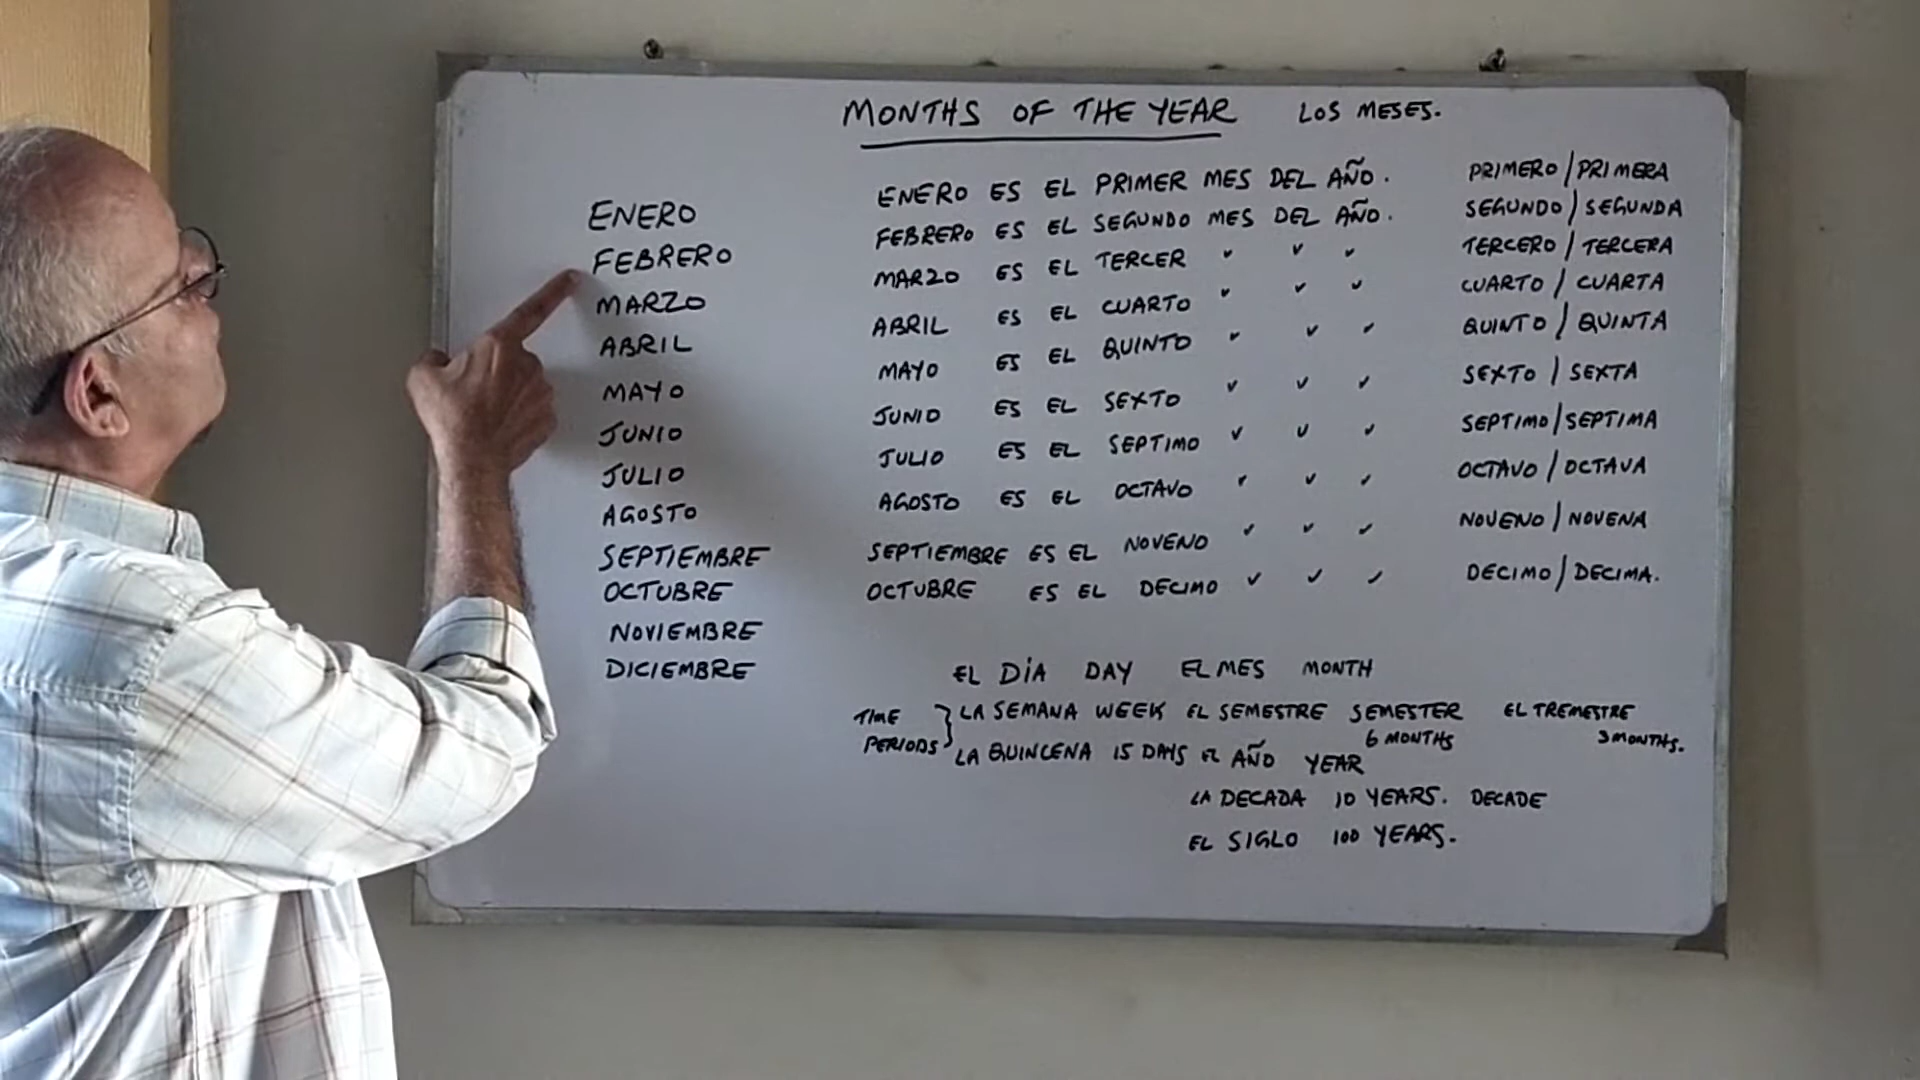 MONTHS OF THE YEAR LOS MESES.
ENERO
FEBRERO
MARZO
ABRIL
MAYO
JUNIO
JULIO
AGOSTO
SEPTIEMBRE
OCTUBRE
NOVIEMBRE
DICIEMBRE
ENERO ES EL PRIMER MES DEL AÑO.
FEBRERO ES EL SEGUNDO MES DEL AÑO.
MARZO ES EL TERCER ✓ ✓ ✓
ABRIL ES EL CUARTO ✓ ✓ ✓
MAYO ES EL QUINTO ✓ ✓ ✓
JUNIO ES EL SEXTO ✓ ✓ ✓
JULIO ES EL SEPTIMO ✓ ✓ ✓
AGOSTO ES EL OCTAVO ✓ ✓ ✓
SEPTIEMBRE ES EL NOVENO ✓ ✓ ✓
OCTUBRE ES EL DECIMO ✓ ✓ ✓
PRIMERO/PRIMERA
SEGUNDO/SEGUNDA
TERCERO/TERCERA
CUARTO/CUARTA
QUINTO/QUINTA
SEXTO/SEXTA
SEPTIMO/SEPTIMA
OCTAVO/OCTAVA
NOVENO/NOVENA
DECIMO/DECIMA.
EL DÍA DAY EL MES MONTH
TIME PERIODS } LA SEMANA WEEK EL SEMESTRE SEMESTER EL TREMESTRE
6 MONTHS 3 MONTHS.
LA QUINCENA 15 DAYS EL AÑO YEAR
LA DECADA 10 YEARS. DECADE
EL SIGLO 100 YEARS.